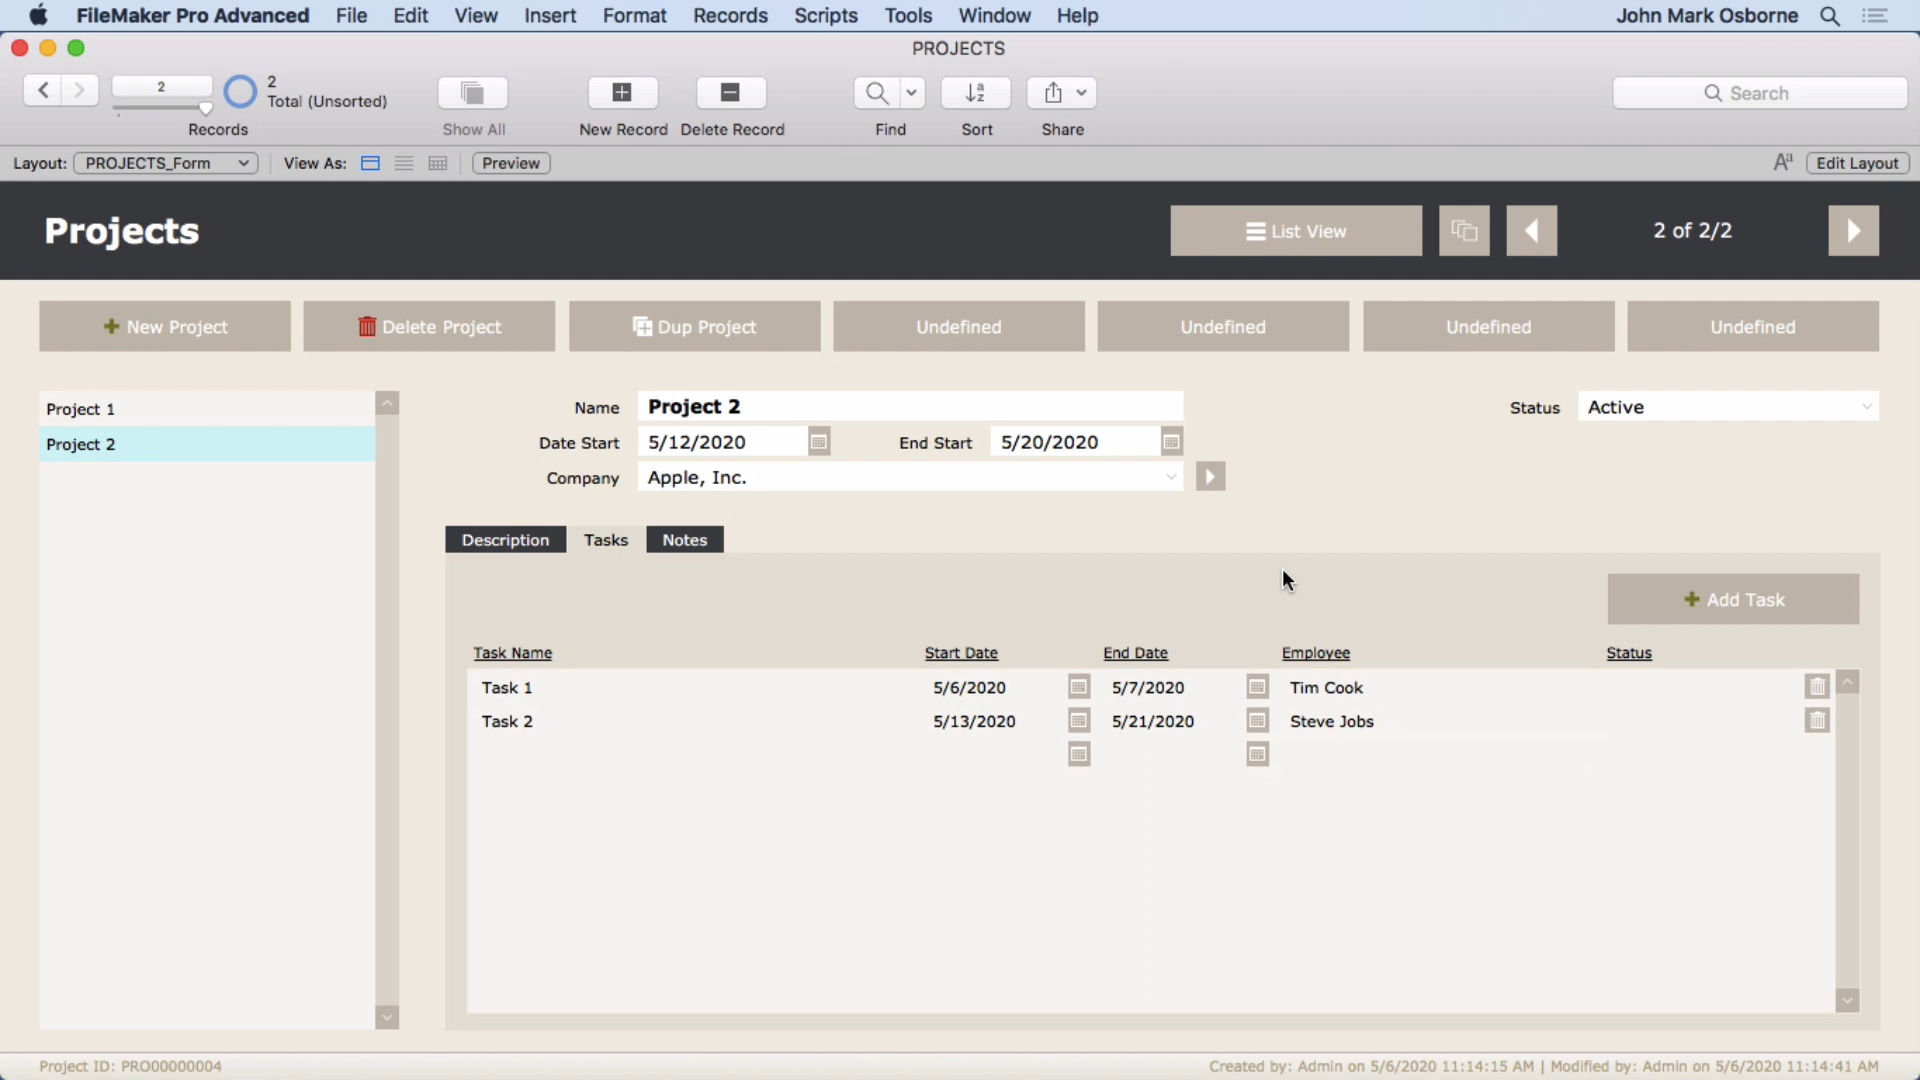 FileMaker Pro Advanced File Edit View Insert Format Records Scripts Tools Window Help John Mark Osborne
PROJECTS
2
2
Total (Unsorted)
Records
Show All
New Record
Delete Record
Find
Sort
Share
Search
Layout: PROJECTS_Form View As: Preview Aa Edit Layout
Projects
List View
2 of 2/2
New Project
Delete Project
Dup Project
Undefined
Undefined
Undefined
Undefined
Project 1
Project 2
Name Project 2
Status Active
Date Start 5/12/2020 End Start 5/20/2020
Company Apple, Inc.
Description Tasks Notes
Add Task
Task Name Start Date End Date Employee Status
Task 1 5/6/2020 5/7/2020 Tim Cook
Task 2 5/13/2020 5/21/2020 Steve Jobs
Project ID: PRO00000004
Created by: Admin on 5/6/2020 11:14:15 AM | Modified by: Admin on 5/6/2020 11:14:41 AM